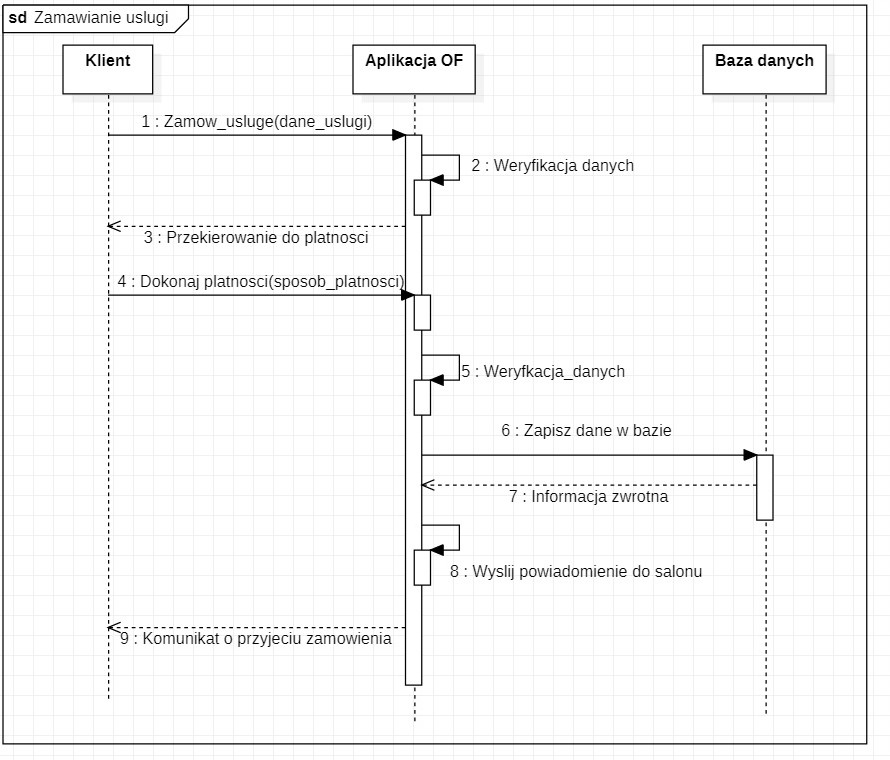 sd Zamawianie uslugi
Klient
Aplikacja OF
Baza danych
1 : Zamow_usluge(dane_uslugi)
2 : Weryfikacja danych
3 : Przekierowanie do platnosci
4 : Dokonaj platnosci(sposob_platnosci)
5 : Weryfkacja_danych
6 : Zapisz dane w bazie
7 : Informacja zwrotna
8 : Wyslij powiadomienie do salonu
9 : Komunikat o przyjeciu zamowienia